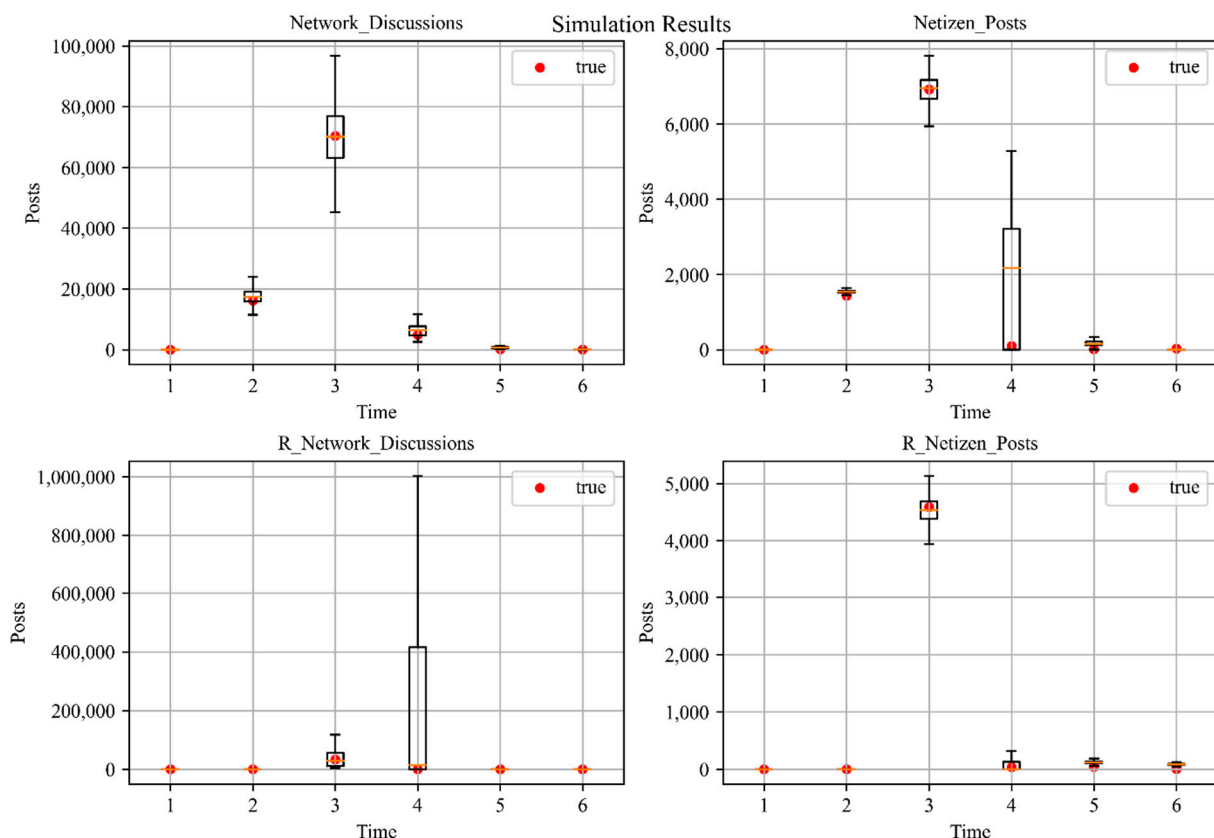 Simulation Results
Network_Discussions
100,000
80,000
60,000
40,000
20,000
0
Posts
1 2 3 4 5 6
Time
true
Netizen_Posts
8,000
6,000
4,000
2,000
0
Posts
1 2 3 4 5 6
Time
true
R_Network_Discussions
1,000,000
800,000
600,000
400,000
200,000
0
Posts
1 2 3 4 5 6
Time
true
R_Netizen_Posts
5,000
4,000
3,000
2,000
1,000
0
Posts
1 2 3 4 5 6
Time
true